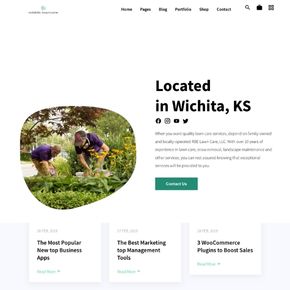 Home Pages Blog Portfolio Shop Contact
Located
in Wichita, KS
When you want quality lawn care services, depend on family owned
and locally operated RBE Lawn Care, LLC. With over 10 years of
experience in lawn care, snow removal, landscape maintenance and
other services, you can rest assured knowing that exceptional
services will be provided to you.
Contact Us
The Most Popular
New top Business
Apps
Read More
The Best Marketing
top Management
Tools
Read More
3 WooCommerce
Plugins to Boost Sales
Read More